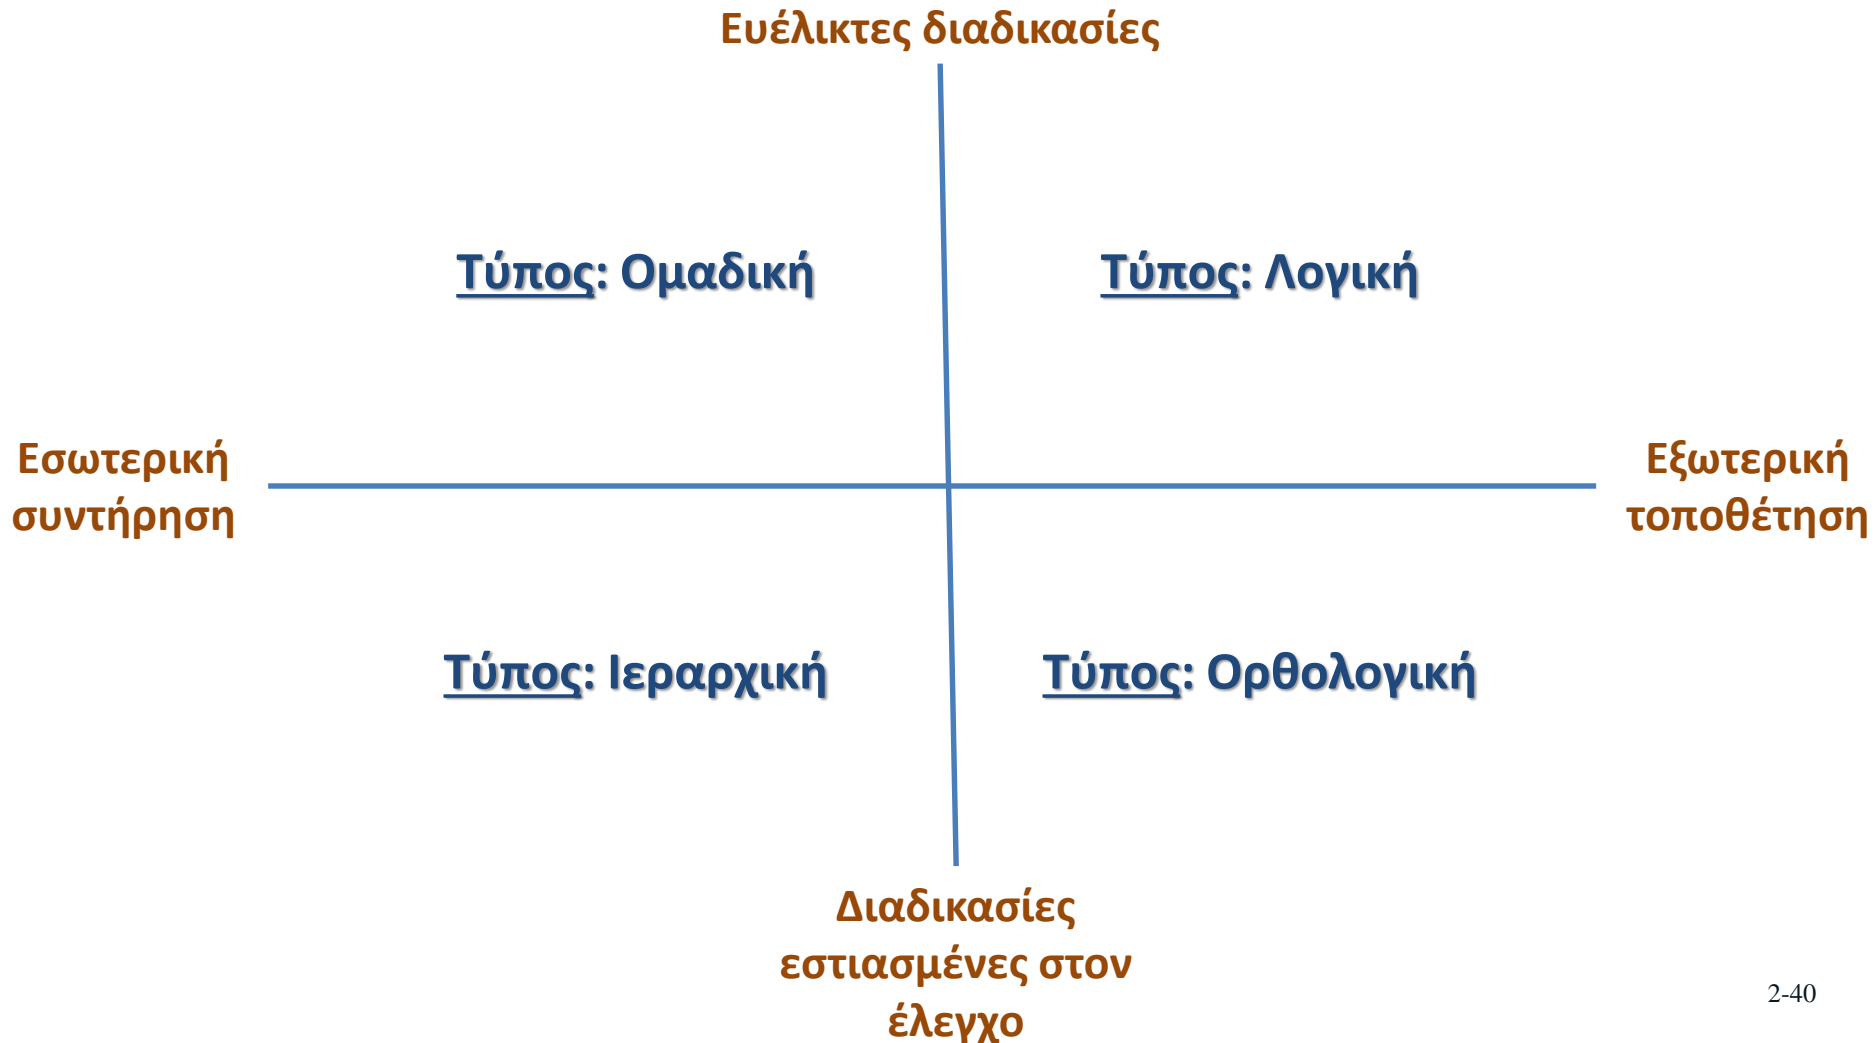 Ευέλικτες διαδικασίες
Τύπος: Ομαδική
Τύπος: Λογική
Εσωτερική
συντήρηση
Εξωτερική
τοποθέτηση
Τύπος: Ιεραρχική
Τύπος: Ορθολογική
Διαδικασίες
εστιασμένες στον
έλεγχο
2-40